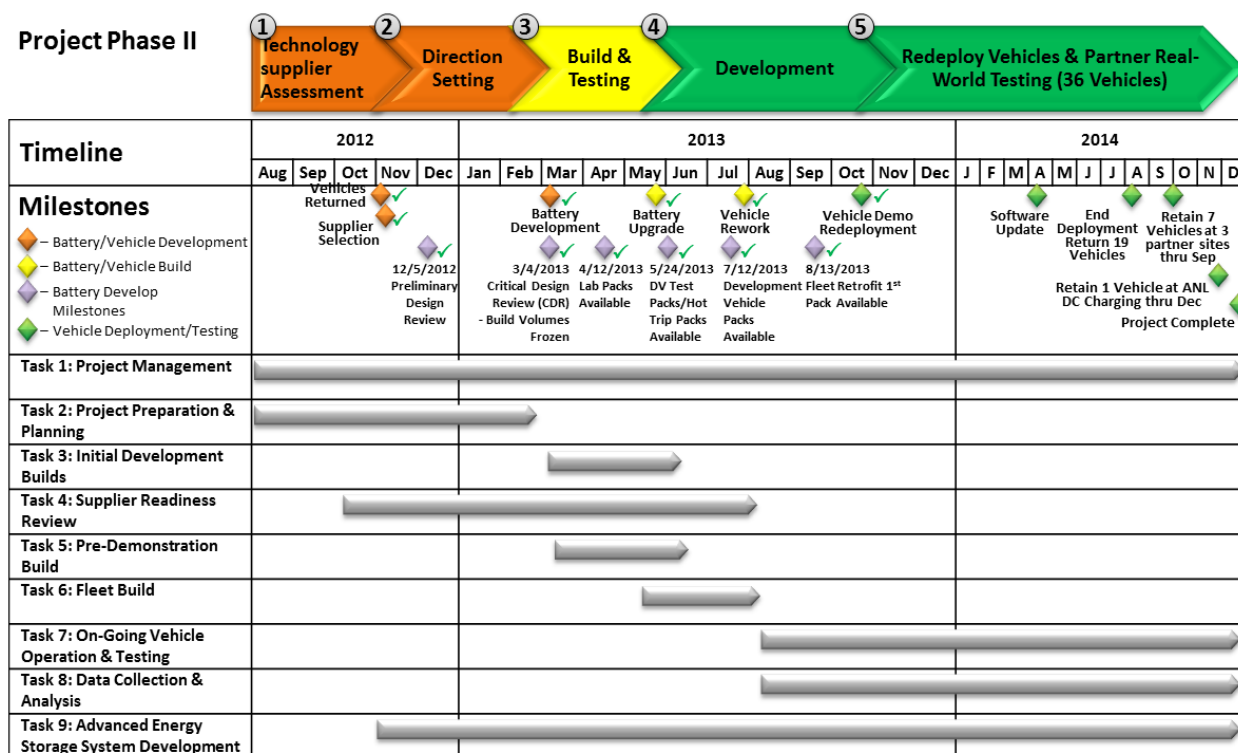 Project Phase II
1
Technology
supplier
Assessment
2
Direction
Setting
3
Build &
Testing
4
Development
5
Redeploy Vehicles & Partner Real-
World Testing (36 Vehicles)
Timeline
2012
2013
2014
Aug Sep Oct Nov Dec Jan Feb Mar Apr May Jun Jul Aug Sep Oct Nov Dec J F M A M J J A S O N D
Milestones
– Battery/Vehicle Development
– Battery/Vehicle Build
– Battery Develop
Milestones
– Vehicle Deployment/Testing
Vehicles
Returned
Supplier
Selection
12/5/2012
Preliminary
Design
Review
Battery
Development
3/4/2013
Critical Design
Review (CDR)
- Build Volumes
Frozen
4/12/2013
Lab Packs
Available
Battery
Upgrade
5/24/2013
DV Test
Packs/Hot
Trip Packs
Available
Vehicle
Rework
7/12/2013
Development
Vehicle
Packs
Available
Vehicle Demo
Redeployment
8/13/2013
Fleet Retrofit 1st
Pack Available
Software
Update
End
Deployment
Return 19
Vehicles
Retain 7
Vehicles at 3
partner sites
thru Sep
Retain 1 Vehicle at ANL
DC Charging thru Dec
Project Complete
Task 1: Project Management
Task 2: Project Preparation &
Planning
Task 3: Initial Development
Builds
Task 4: Supplier Readiness
Review
Task 5: Pre-Demonstration
Build
Task 6: Fleet Build
Task 7: On-Going Vehicle
Operation & Testing
Task 8: Data Collection &
Analysis
Task 9: Advanced Energy
Storage System Development